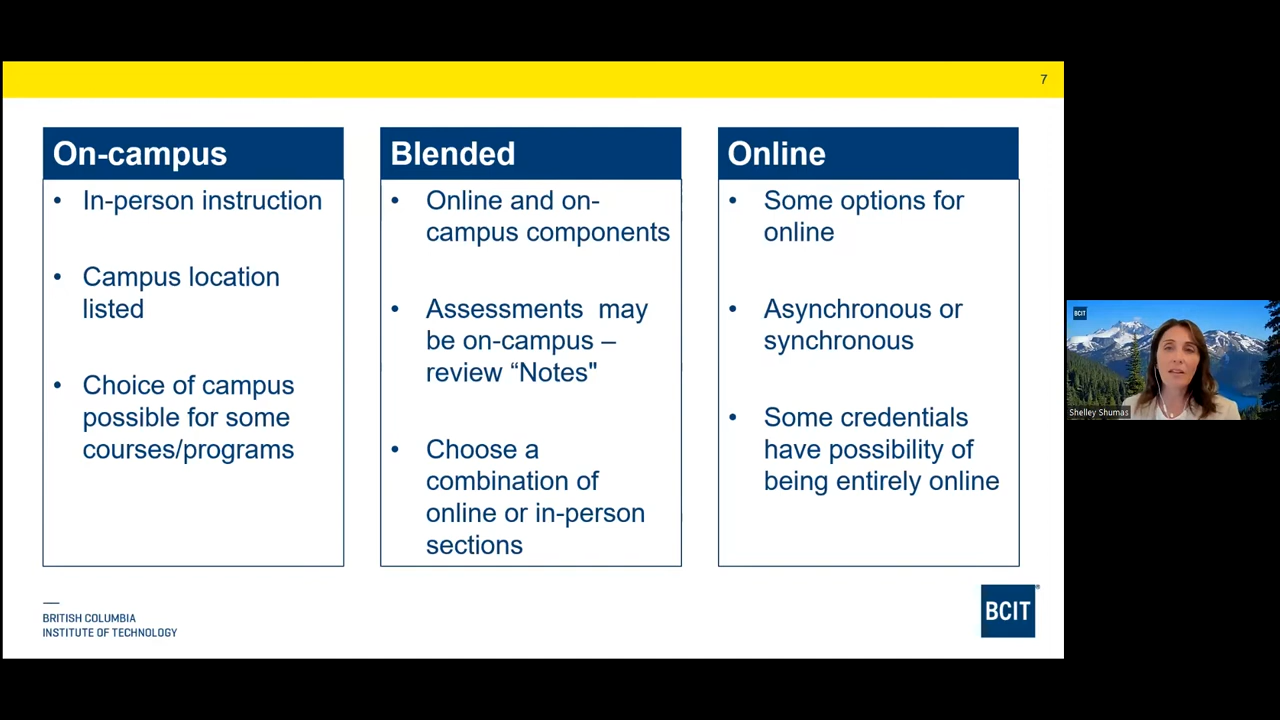 7
On-campus
• In-person instruction
• Campus location
listed
• Choice of campus
possible for some
courses/programs
Blended
• Online and on-
campus components
• Assessments  may
be on-campus –
review “Notes"
• Choose a
combination of
online or in-person
sections
Online
• Some options for
online
• Asynchronous or
synchronous
• Some credentials
have possibility of
being entirely online
BRITISH COLUMBIA
INSTITUTE OF TECHNOLOGY
BCIT®
BCIT
Shelley Shumas